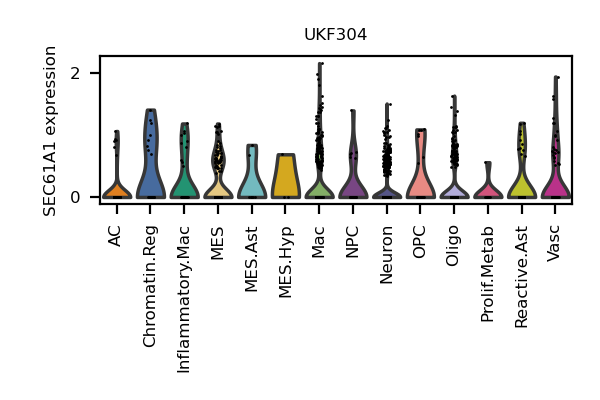 UKF304
SEC61A1 expression
2
0
AC
Chromatin.Reg
Inflammatory.Mac
MES
MES.Ast
MES.Hyp
Mac
NPC
Neuron
OPC
Oligo
Prolif.Metab
Reactive.Ast
Vasc